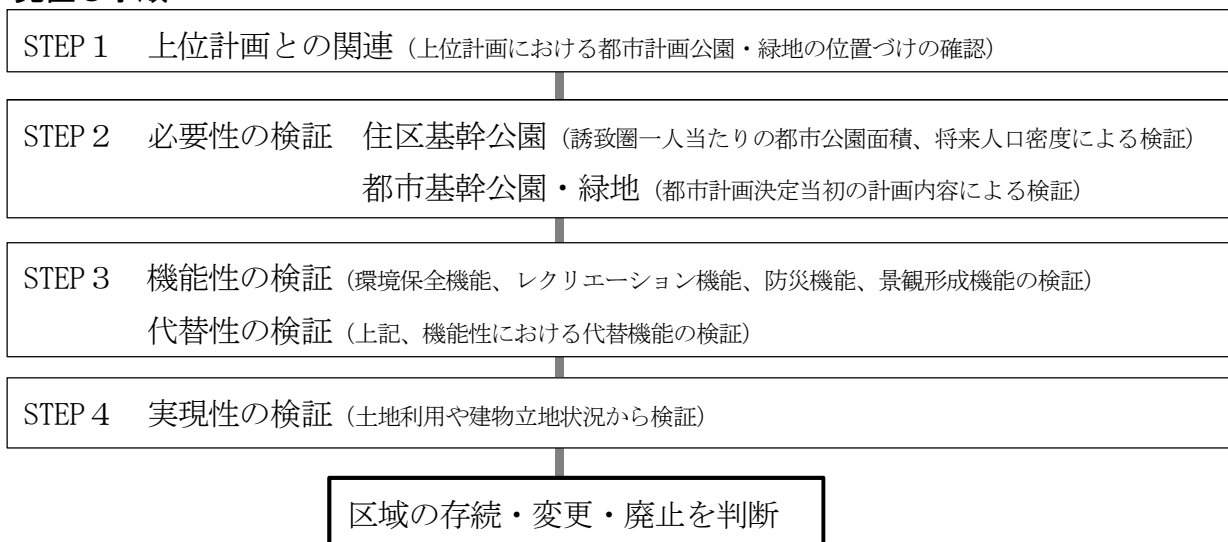 STEP１　上位計画との関連（上位計画における都市計画公園・緑地の位置づけの確認）
STEP２　必要性の検証　住区基幹公園（誘致圏一人当たりの都市公園面積、将来人口密度による検証）
都市基幹公園・緑地（都市計画決定当初の計画内容による検証）
STEP３　機能性の検証（環境保全機能、レクリエーション機能、防災機能、景観形成機能の検証）
代替性の検証（上記、機能性における代替機能の検証）
STEP４　実現性の検証（土地利用や建物立地状況から検証）
区域の存続・変更・廃止を判断